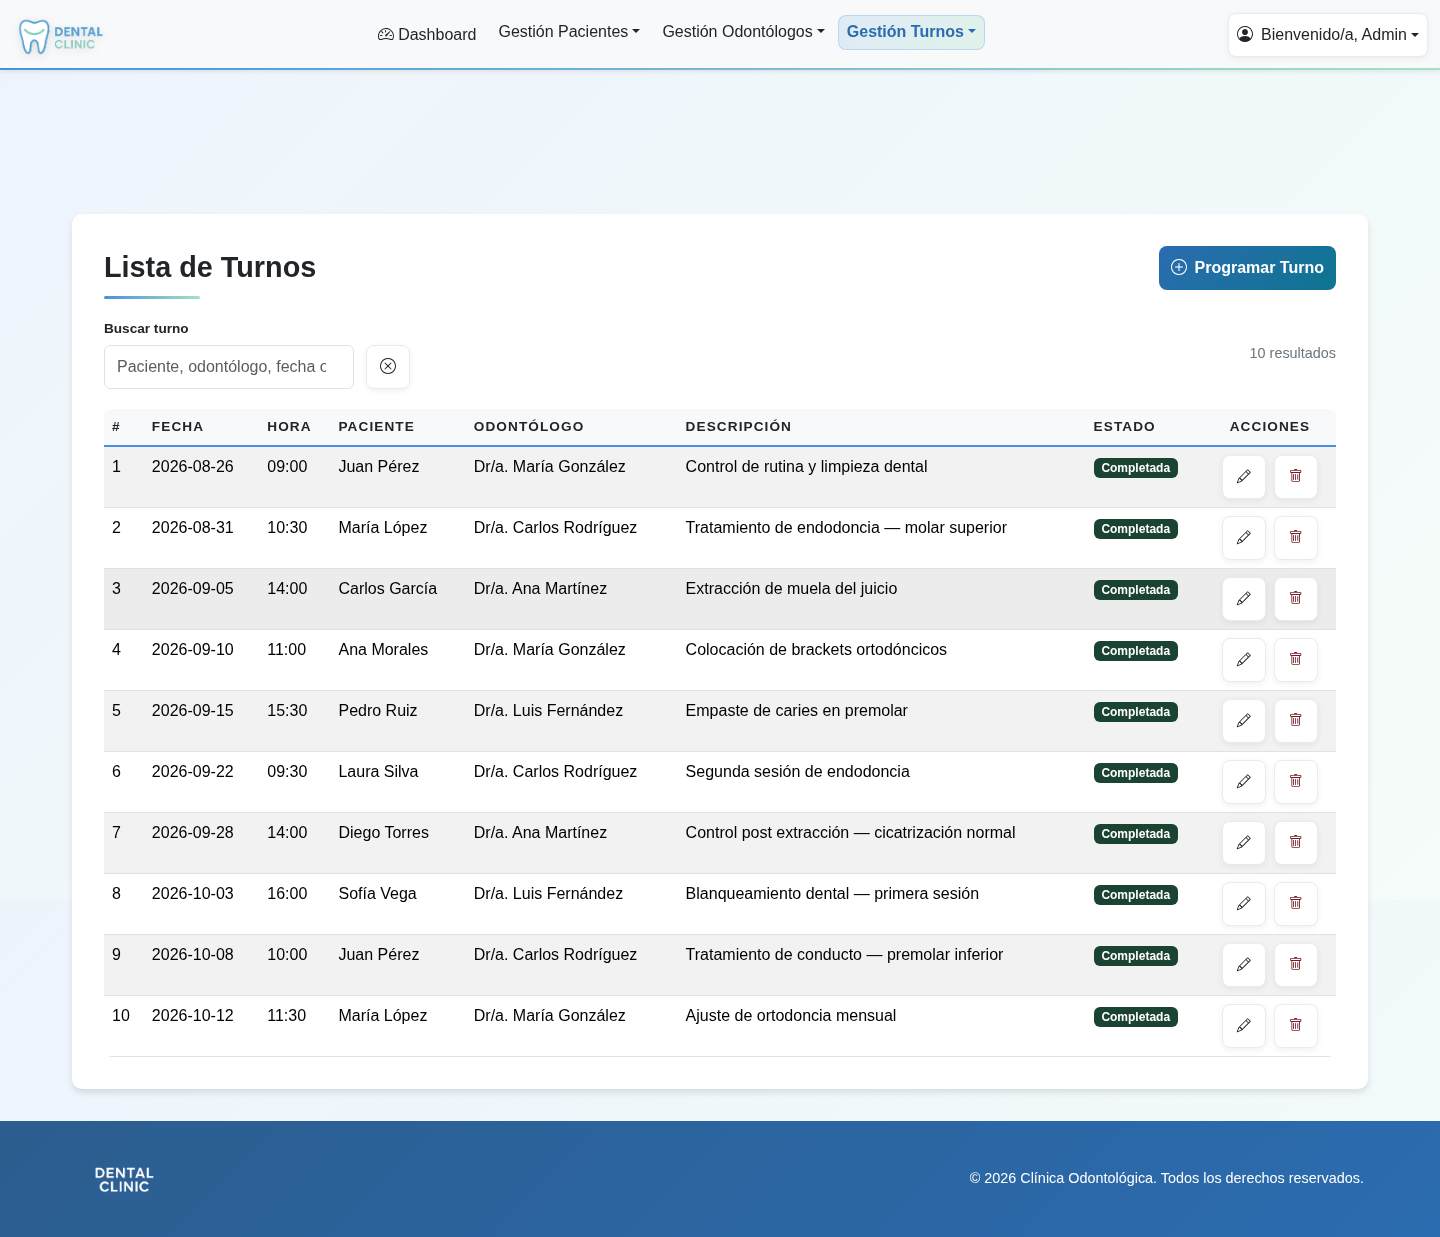 DENTAL
CLINIC
Dashboard Gestión Pacientes Gestión Odontólogos Gestión Turnos Bienvenido/a, Admin
Lista de Turnos
Programar Turno
Buscar turno
Paciente, odontólogo, fecha
10 resultados
# FECHA HORA PACIENTE ODONTÓLOGO DESCRIPCIÓN ESTADO ACCIONES
1 2026-08-26 09:00 Juan Pérez Dr/a. María González Control de rutina y limpieza dental Completada
2 2026-08-31 10:30 María López Dr/a. Carlos Rodríguez Tratamiento de endodoncia — molar superior Completada
3 2026-09-05 14:00 Carlos García Dr/a. Ana Martínez Extracción de muela del juicio Completada
4 2026-09-10 11:00 Ana Morales Dr/a. María González Colocación de brackets ortodóncicos Completada
5 2026-09-15 15:30 Pedro Ruiz Dr/a. Luis Fernández Empaste de caries en premolar Completada
6 2026-09-22 09:30 Laura Silva Dr/a. Carlos Rodríguez Segunda sesión de endodoncia Completada
7 2026-09-28 14:00 Diego Torres Dr/a. Ana Martínez Control post extracción — cicatrización normal Completada
8 2026-10-03 16:00 Sofía Vega Dr/a. Luis Fernández Blanqueamiento dental — primera sesión Completada
9 2026-10-08 10:00 Juan Pérez Dr/a. Carlos Rodríguez Tratamiento de conducto — premolar inferior Completada
10 2026-10-12 11:30 María López Dr/a. María González Ajuste de ortodoncia mensual Completada
DENTAL
CLINIC
© 2026 Clínica Odontológica. Todos los derechos reservados.